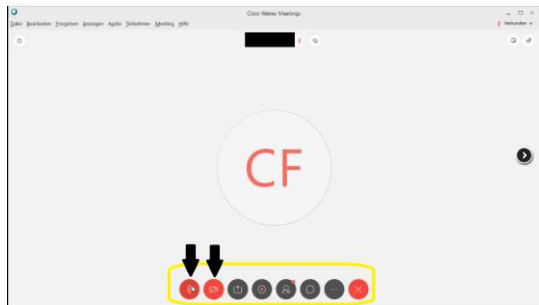 Cisco Webex Meetings
Datei Bearbeiten Freigeben Anzeigen Audio Teilnehmer Meeting Hilfe
Verbunden
CF